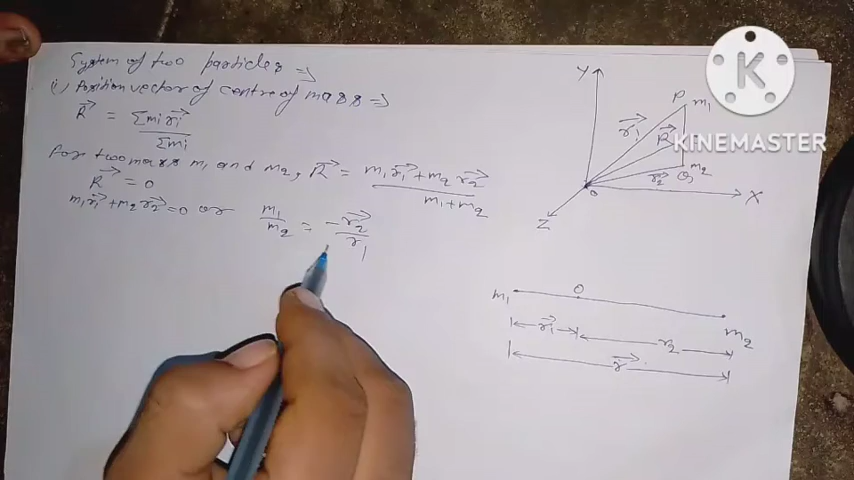 System of two particles ⇒
i) Position vector of centre of mass ⇒
R⃗ = Σmi r⃗i / Σmi
For two mass m1 and m2, R⃗ = m1r⃗1 + m2r⃗2 / m1 + m2
R⃗ = 0
m1r⃗1 + m2r⃗2 = 0 or m1 / m2 = -r⃗2 / r1
Y
P m1
r⃗1
R⃗
m2
r⃗2
O
X
Z
K
KINEMASTER
m1 O m2
r⃗1 r2
r⃗